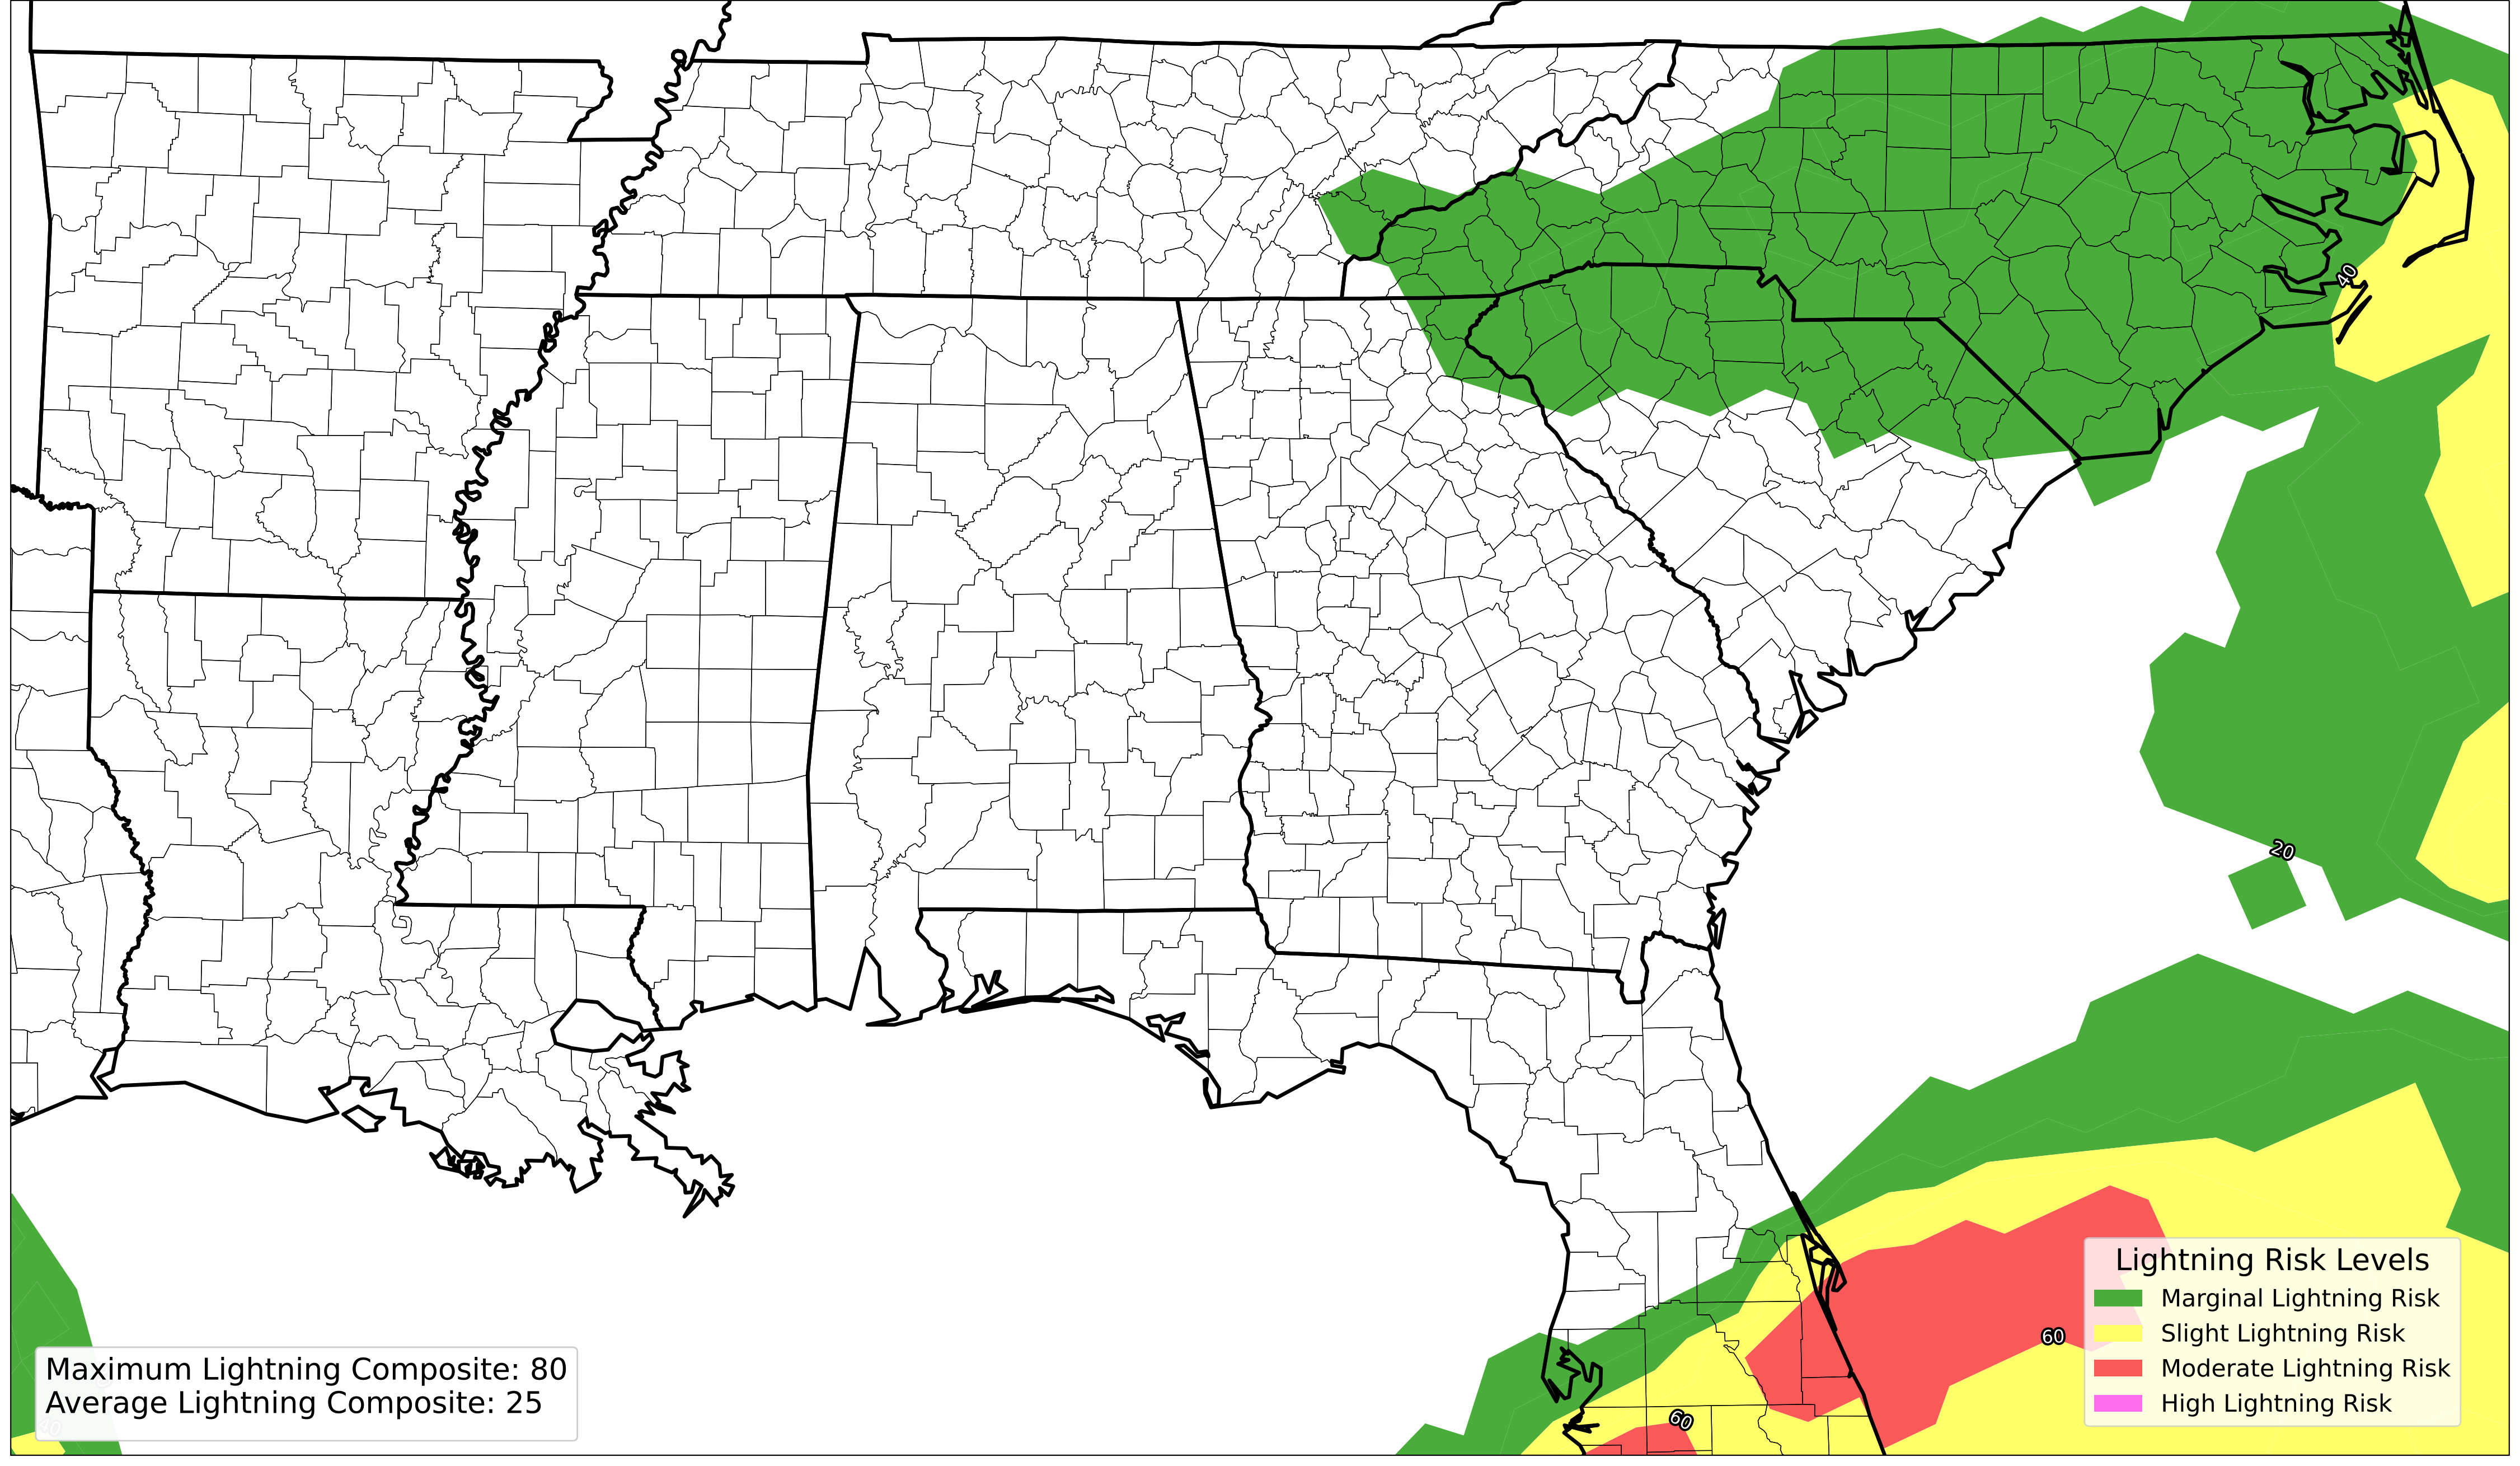 40
20
60
60
Lightning Risk Levels
Marginal Lightning Risk
Slight Lightning Risk
Moderate Lightning Risk
High Lightning Risk
Maximum Lightning Composite: 80
Average Lightning Composite: 25